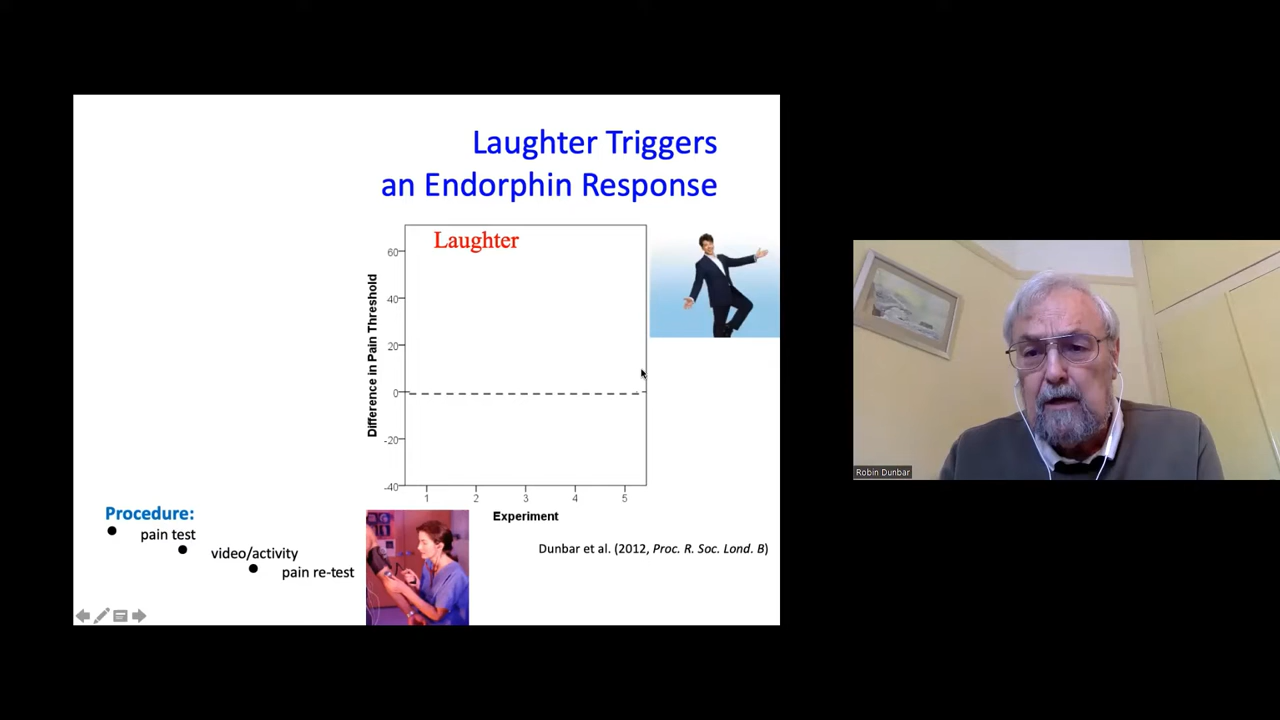 Laughter Triggers
an Endorphin Response
Laughter
Difference in Pain Threshold
60
40
20
0
-20
-40
1 2 3 4 5
Experiment
Dunbar et al. (2012, Proc. R. Soc. Lond. B)
Procedure:
pain test
video/activity
pain re-test
Robin Dunbar